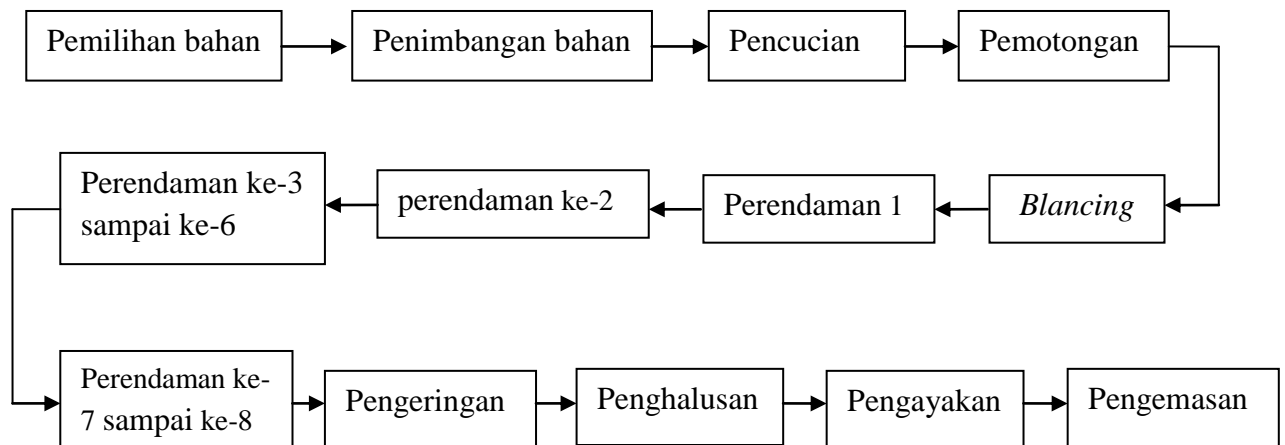 Pemilihan bahan
Penimbangan bahan
Pencucian
Pemotongan
Blancing
Perendaman 1
perendaman ke-2
Perendaman ke-3
sampai ke-6
Perendaman ke-
7 sampai ke-8
Pengeringan
Penghalusan
Pengayakan
Pengemasan